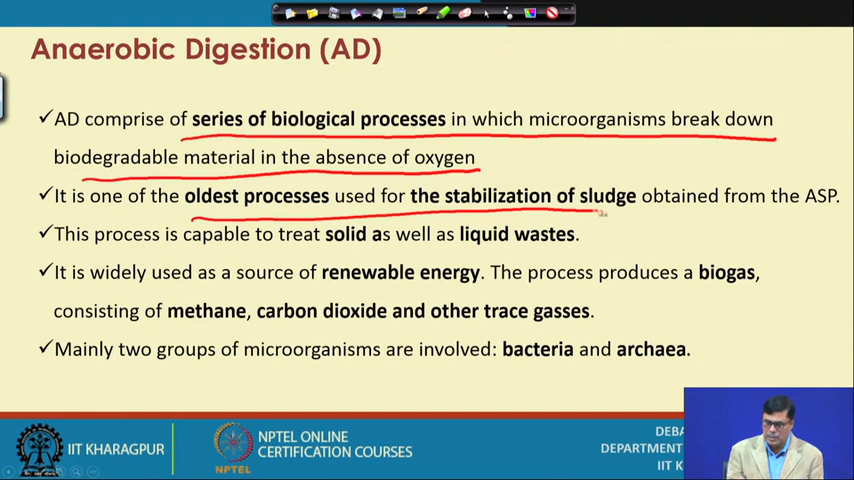 Anaerobic Digestion (AD)
✓AD comprise of series of biological processes in which microorganisms break down
biodegradable material in the absence of oxygen
✓It is one of the oldest processes used for the stabilization of sludge obtained from the ASP.
✓This process is capable to treat solid as well as liquid wastes.
✓It is widely used as a source of renewable energy. The process produces a biogas,
consisting of methane, carbon dioxide and other trace gasses.
✓Mainly two groups of microorganisms are involved: bacteria and archaea.
IIT KHARAGPUR
NPTEL
NPTEL ONLINE
CERTIFICATION COURSES
DEBA
DEPARTMENT
IIT K